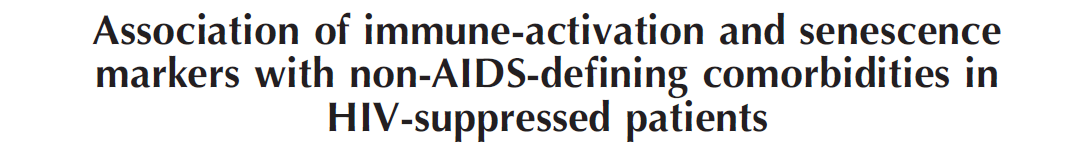 Association of immune-activation and senescence
markers with non-AIDS-defining comorbidities in
HIV-suppressed patients